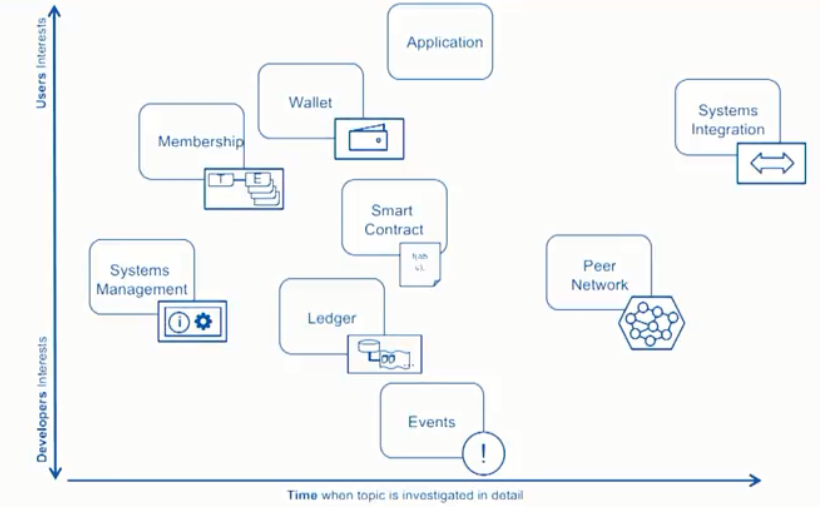 Users Interests
Application
Wallet
Systems
Integration
Membership
T E
Smart
Contract
Systems
Management
i
Peer
Network
Ledger
...
Events
!
Developers Interests
Time when topic is investigated in detail